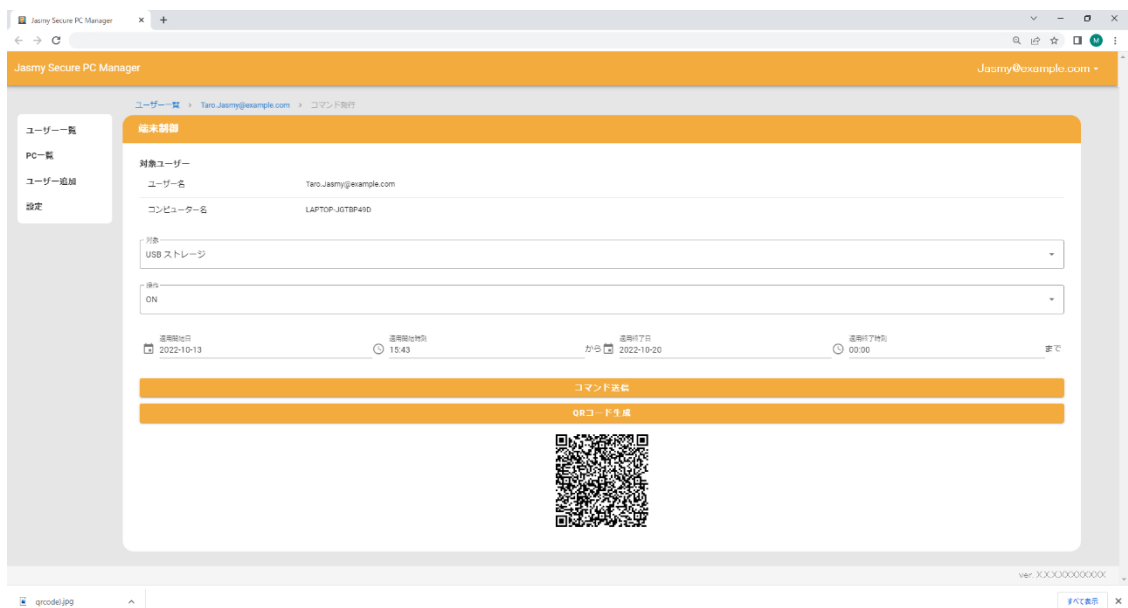 Jasmy Secure PC Manager
Jasmy Secure PC Manager
Jasmy@example.com
ユーザー一覧 > Taro.Jasmy@example.com > コマンド発行
ユーザー一覧
PC一覧
ユーザー追加
設定
端末制御
対象ユーザー
ユーザー名 Taro.Jasmy@example.com
コンピューター名 LAPTOP-JGTBP49D
対象
USB ストレージ
操作
ON
適用開始日 適用開始時刻 適用終了日 適用終了時刻
2022-10-13 15:43 から 2022-10-20 00:00 まで
コマンド送信
QRコード生成
ver. XXXXXXXXXXX
qrcode1.jpg
すべて表示